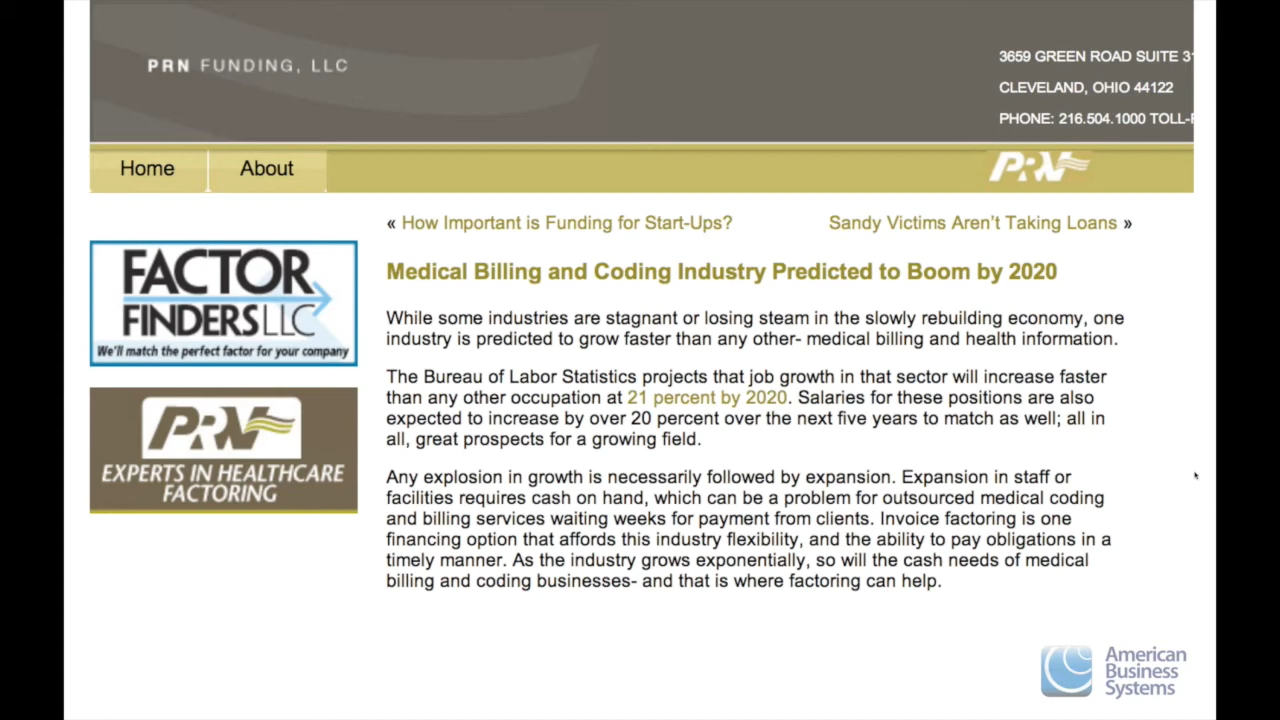 PRN FUNDING, LLC
3659 GREEN ROAD SUITE 31
CLEVELAND, OHIO 44122
PHONE: 216.504.1000 TOLL-F
Home
About
PRN
« How Important is Funding for Start-Ups?
Sandy Victims Aren't Taking Loans »
FACTOR
FINDERS LLC
We'll match the perfect factor for your company
PRN
EXPERTS IN HEALTHCARE
FACTORING
Medical Billing and Coding Industry Predicted to Boom by 2020
While some industries are stagnant or losing steam in the slowly rebuilding economy, one
industry is predicted to grow faster than any other- medical billing and health information.
The Bureau of Labor Statistics projects that job growth in that sector will increase faster
than any other occupation at 21 percent by 2020. Salaries for these positions are also
expected to increase by over 20 percent over the next five years to match as well; all in
all, great prospects for a growing field.
Any explosion in growth is necessarily followed by expansion. Expansion in staff or
facilities requires cash on hand, which can be a problem for outsourced medical coding
and billing services waiting weeks for payment from clients. Invoice factoring is one
financing option that affords this industry flexibility, and the ability to pay obligations in a
timely manner. As the industry grows exponentially, so will the cash needs of medical
billing and coding businesses- and that is where factoring can help.
American
Business
Systems